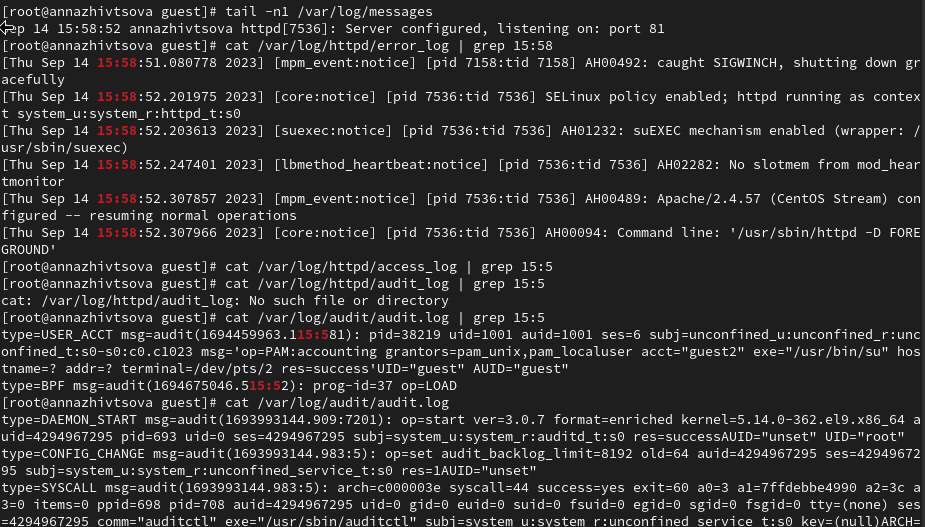 [root@annazhivtsova guest]# tail -n1 /var/log/messages
ep 14 15:58:52 annazhivtsova httpd[7536]: Server configured, listening on: port 81
[root@annazhivtsova guest]# cat /var/log/httpd/error_log | grep 15:58
[Thu Sep 14 15:58:51.080778 2023] [mpm_event:notice] [pid 7158:tid 7158] AH00492: caught SIGWINCH, shutting down gr
acefully
[Thu Sep 14 15:58:52.201975 2023] [core:notice] [pid 7536:tid 7536] SELinux policy enabled; httpd running as contex
t system_u:system_r:httpd_t:s0
[Thu Sep 14 15:58:52.203613 2023] [suexec:notice] [pid 7536:tid 7536] AH01232: suEXEC mechanism enabled (wrapper: /
usr/sbin/suexec)
[Thu Sep 14 15:58:52.247401 2023] [lbmethod_heartbeat:notice] [pid 7536:tid 7536] AH02282: No slotmem from mod_hear
tmonitor
[Thu Sep 14 15:58:52.307857 2023] [mpm_event:notice] [pid 7536:tid 7536] AH00489: Apache/2.4.57 (CentOS Stream) con
figured -- resuming normal operations
[Thu Sep 14 15:58:52.307966 2023] [core:notice] [pid 7536:tid 7536] AH00094: Command line: '/usr/sbin/httpd -D FORE
GROUND'
[root@annazhivtsova guest]# cat /var/log/httpd/access_log | grep 15:5
[root@annazhivtsova guest]# cat /var/log/httpd/audit_log | grep 15:5
cat: /var/log/httpd/audit_log: No such file or directory
[root@annazhivtsova guest]# cat /var/log/audit/audit.log | grep 15:5
type=USER_ACCT msg=audit(1694459963.115:581): pid=38219 uid=1001 auid=1001 ses=6 subj=unconfined_u:unconfined_r:unc
onfined_t:s0-s0:c0.c1023 msg='op=PAM:accounting grantors=pam_unix,pam_localuser acct="guest2" exe="/usr/bin/su" hos
tname=? addr=? terminal=/dev/pts/2 res=success'UID="guest" AUID="guest"
type=BPF msg=audit(1694675046.515:52): prog-id=37 op=LOAD
[root@annazhivtsova guest]# cat /var/log/audit/audit.log
type=DAEMON_START msg=audit(1693993144.909:7201): op=start ver=3.0.7 format=enriched kernel=5.14.0-362.el9.x86_64 a
uid=4294967295 pid=693 uid=0 ses=4294967295 subj=system_u:system_r:auditd_t:s0 res=successAUID="unset" UID="root"
type=CONFIG_CHANGE msg=audit(1693993144.983:5): op=set audit_backlog_limit=8192 old=64 auid=4294967295 ses=42949672
95 subj=system_u:system_r:unconfined_service_t:s0 res=1AUID="unset"
type=SYSCALL msg=audit(1693993144.983:5): arch=c000003e syscall=44 success=yes exit=60 a0=3 a1=7ffdebbe4990 a2=3c a
3=0 items=0 ppid=698 pid=708 auid=4294967295 uid=0 gid=0 euid=0 suid=0 fsuid=0 egid=0 sgid=0 fsgid=0 tty=(none) ses
=4294967295 comm="auditctl" exe="/usr/sbin/auditctl" subj=system_u:system_r:unconfined_service_t:s0 key=(null)ARCH=